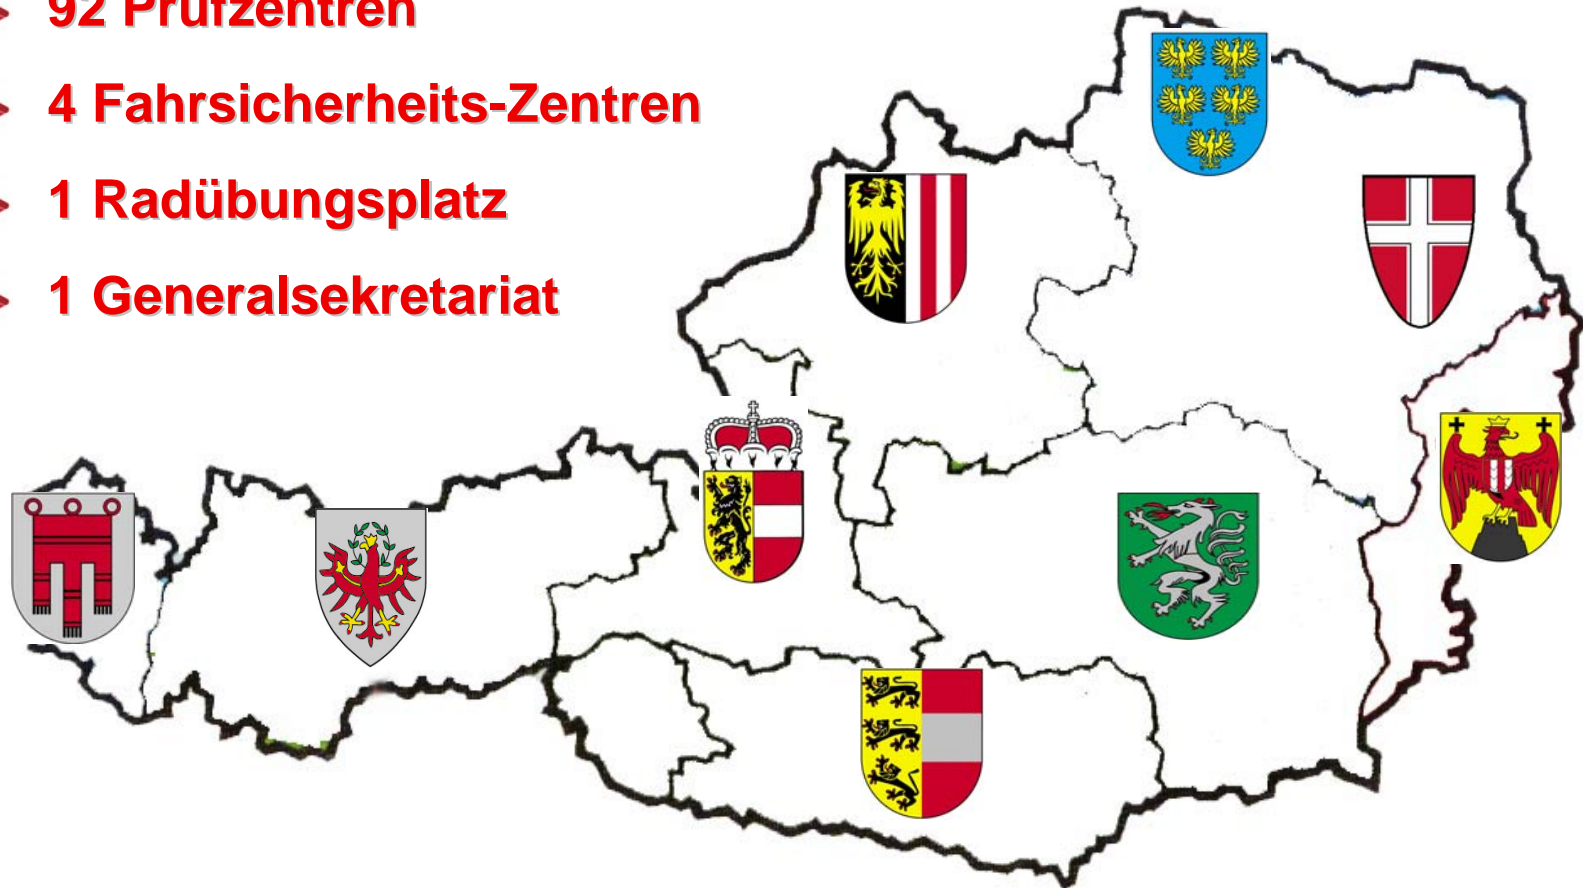 92 Prüfzentren
4 Fahrsicherheits-Zentren
1 Radübungsplatz
1 Generalsekretariat